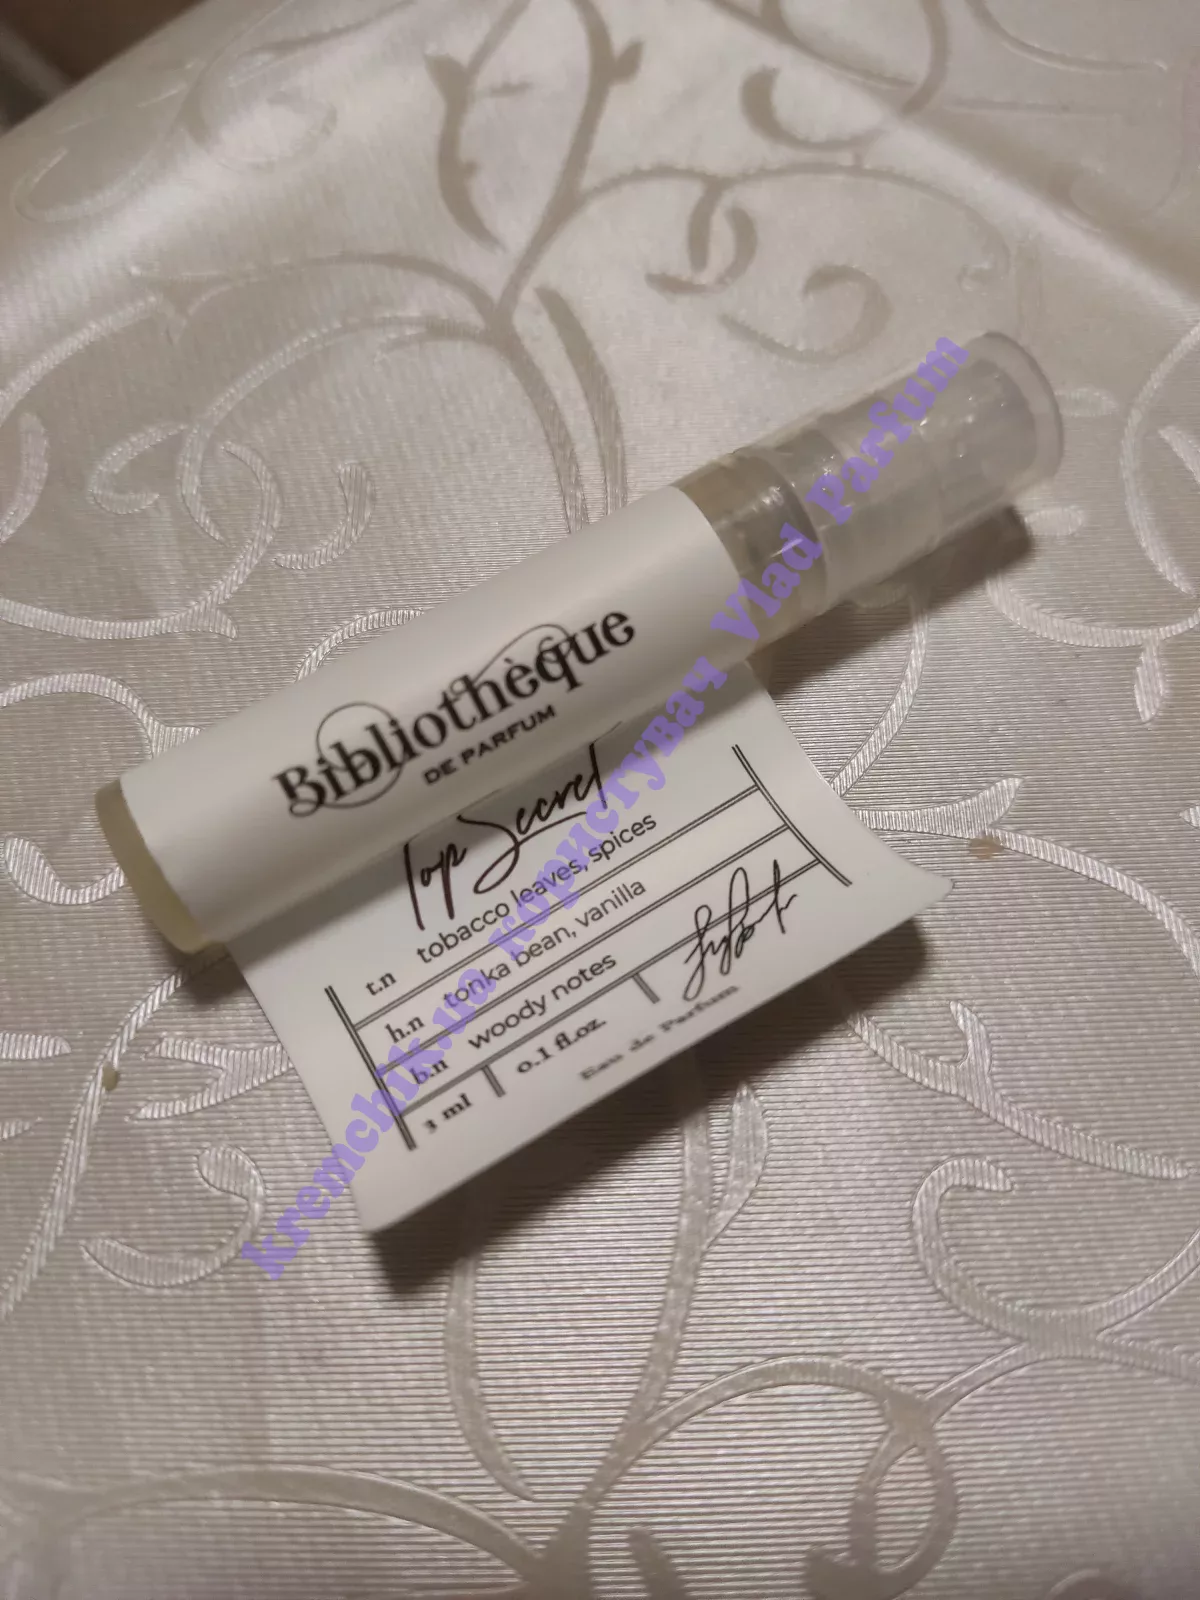 Bibliothèque
DE PARFUM
Top Secret
t.n tobacco leaves, spices
h.n tonka bean, vanilla
b.n woody notes
3 ml 0.1 fl.oz.
Eau de Parfum
kremchik.ua користуВач Vlad Parfum